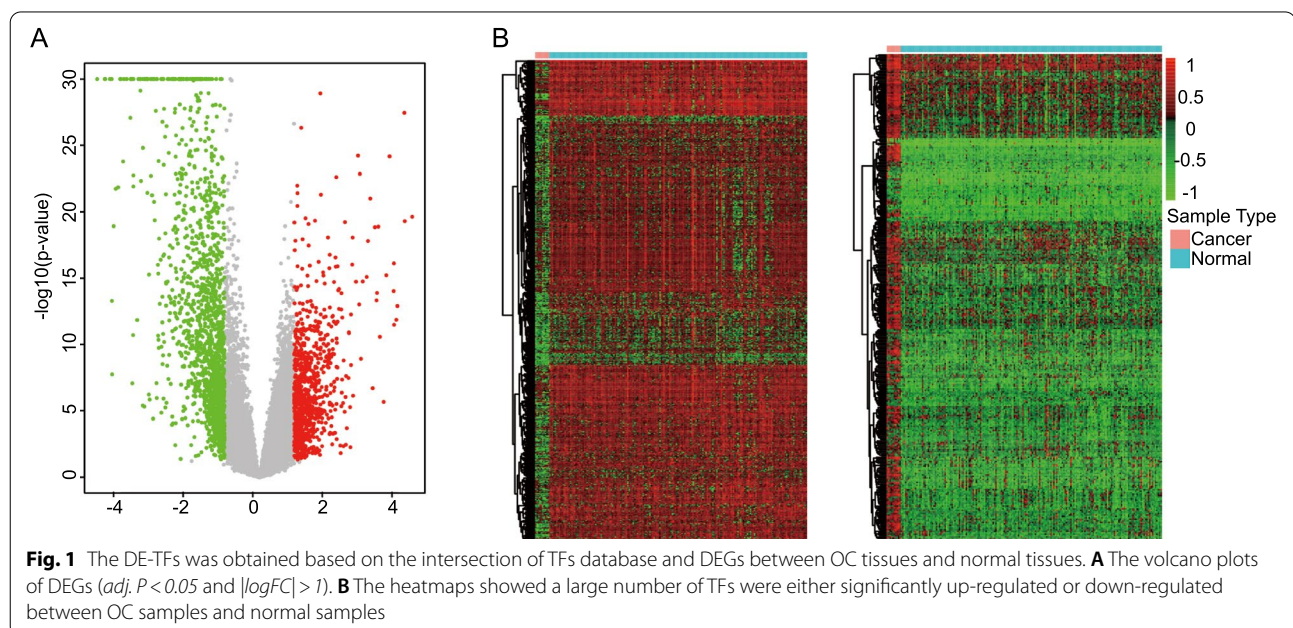 A
B
30
25
20
15
10
5
0
-log10(p-value)
-4 -2 0 2 4
1
0.5
0
-0.5
-1
Sample Type
Cancer
Normal
Fig. 1 The DE-TFs was obtained based on the intersection of TFs database and DEGs between OC tissues and normal tissues. A The volcano plots
of DEGs (adj. P < 0.05 and |logFC| > 1). B The heatmaps showed a large number of TFs were either significantly up-regulated or down-regulated
between OC samples and normal samples